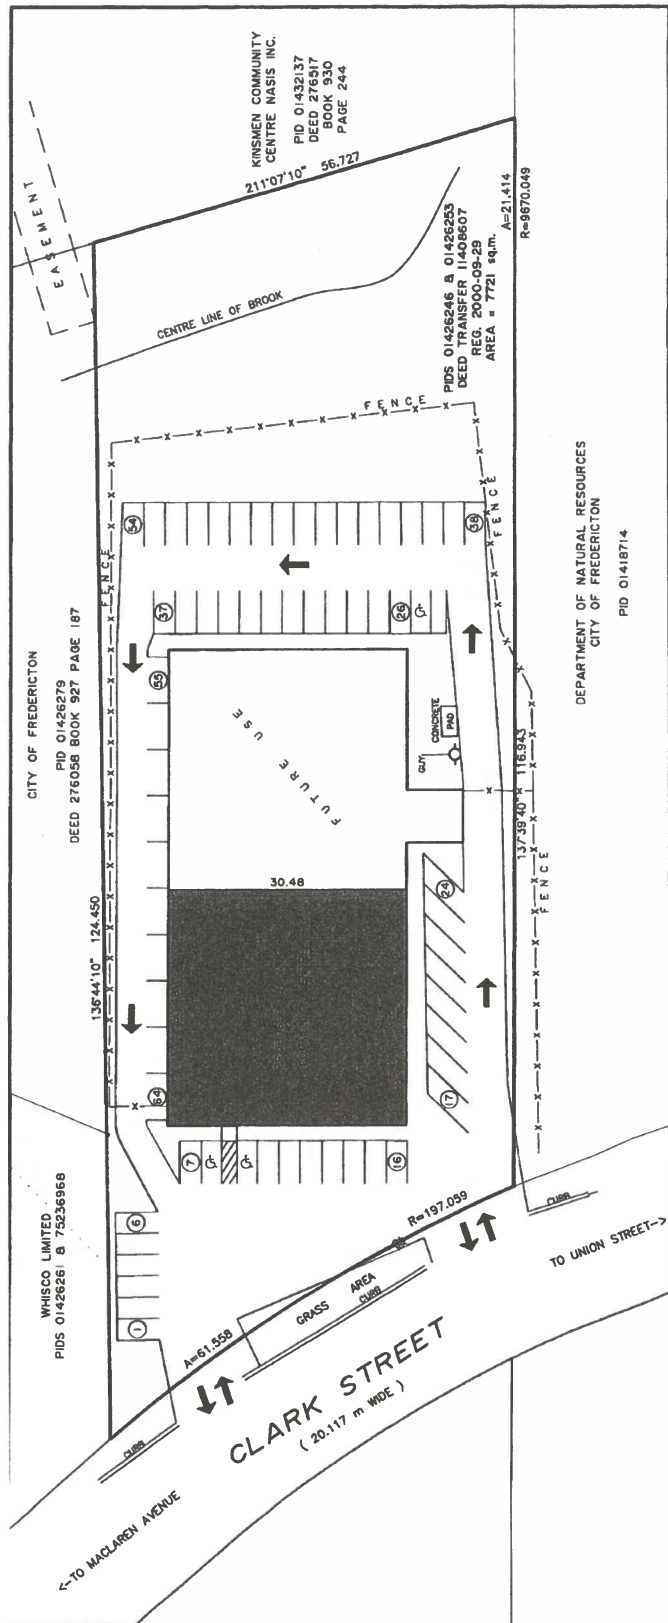 EASEMENT
KINSMEN COMMUNITY
CENTRE NASIS INC.
PID 01432137
DEED 276517
BOOK 930
PAGE 244
211°07'10" 56.727
CENTRE LINE OF BROOK
PIDS 01426246 & 01426253
DEED TRANSFER 11408607
REG. 2000-09-29
AREA = 7721 sq.m.
A=21.414
R=9670.049
FENCE
FENCE
FENCE
CITY OF FREDERICTON
PID 01426279
DEED 276058 BOOK 927 PAGE 187
136°44'10" 124.450
DEPARTMENT OF NATURAL RESOURCES
CITY OF FREDERICTON
PID 01418714
54
38
37
26
55
FUTURE USE
GUY
CONCRETE
PAD
137°39'40" 116.943
FENCE
30.48
24
17
64
7
16
WHISCO LIMITED
PIDS 01426261 & 75236968
6
1
A=61.558
R=197.059
GRASS AREA
CURB
CURB
CURB
CLARK STREET
( 20.117 m WIDE )
TO UNION STREET->
<-TO MACLAREN AVENUE